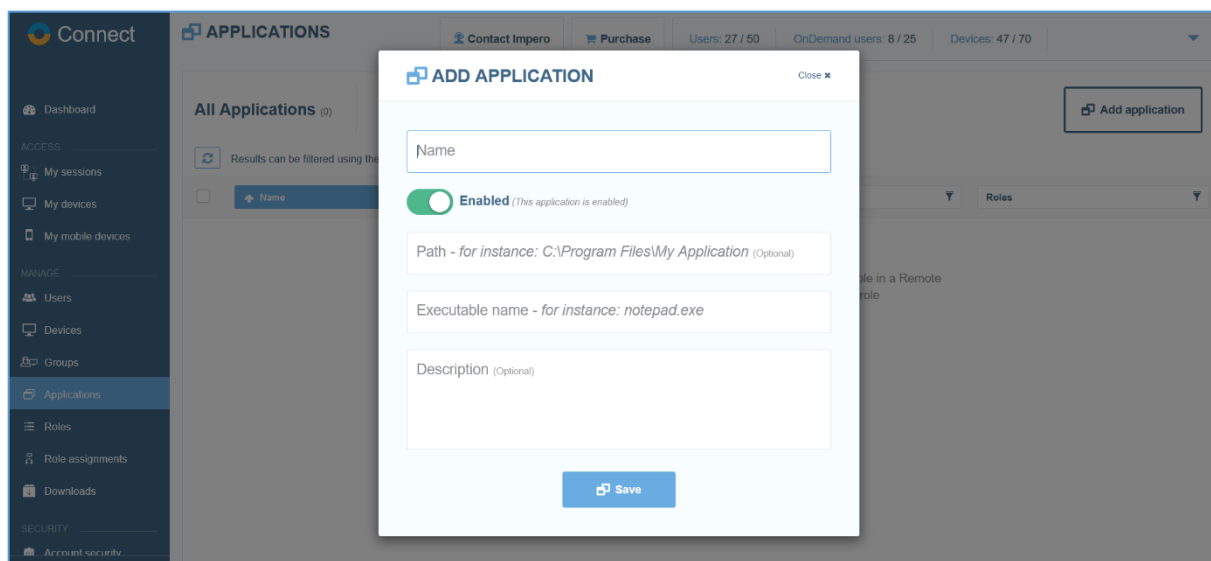 Connect
APPLICATIONS
Contact Impero
Purchase
Users: 27 / 50
OnDemand users: 8 / 25
Devices: 47 / 70
Dashboard
ACCESS
My sessions
My devices
My mobile devices
MANAGE
Users
Devices
Groups
Applications
Roles
Role assignments
Downloads
SECURITY
Account security
All Applications (0)
Add application
Results can be filtered using the
Name
Roles
ole in a Remote
role
ADD APPLICATION
Close ×
Name
Enabled (This application is enabled)
Path - for instance: C:\Program Files\My Application (Optional)
Executable name - for instance: notepad.exe
Description (Optional)
Save